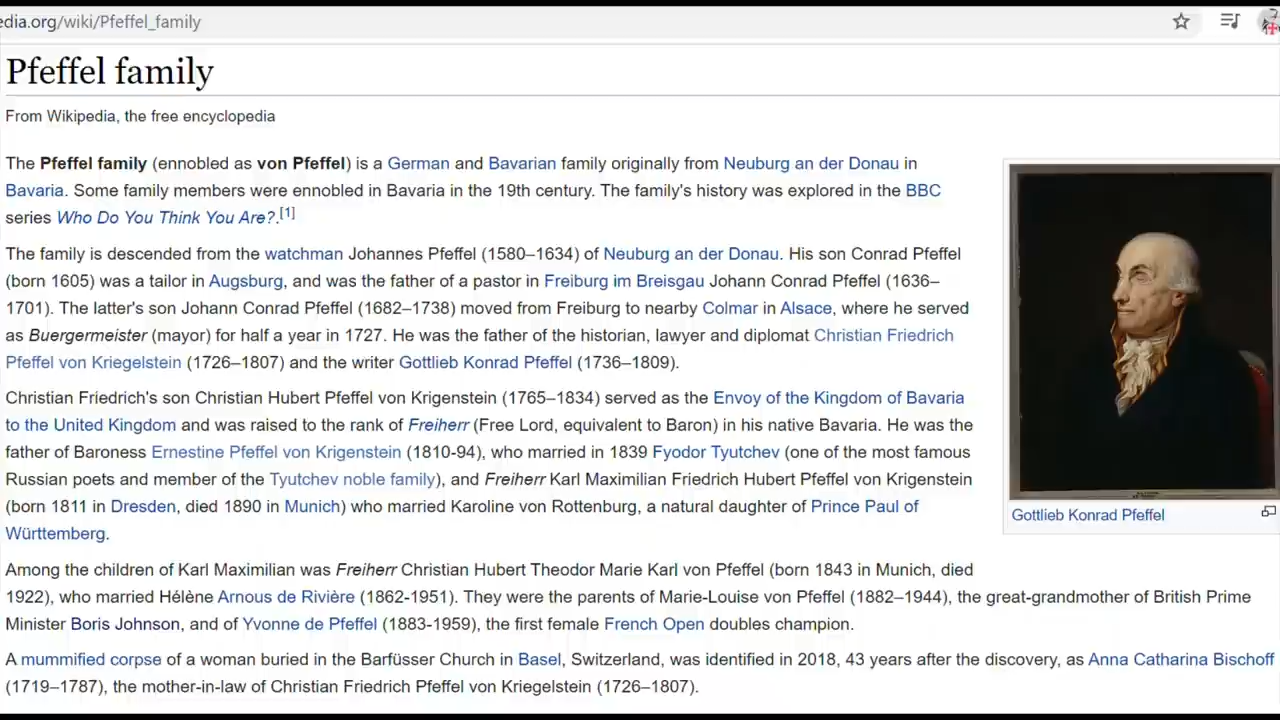 edia.org/wiki/Pfeffel_family
Pfeffel family
From Wikipedia, the free encyclopedia
The Pfeffel family (ennobled as von Pfeffel) is a German and Bavarian family originally from Neuburg an der Donau in
Bavaria. Some family members were ennobled in Bavaria in the 19th century. The family's history was explored in the BBC
series Who Do You Think You Are?.[1]
The family is descended from the watchman Johannes Pfeffel (1580–1634) of Neuburg an der Donau. His son Conrad Pfeffel
(born 1605) was a tailor in Augsburg, and was the father of a pastor in Freiburg im Breisgau Johann Conrad Pfeffel (1636–
1701). The latter's son Johann Conrad Pfeffel (1682–1738) moved from Freiburg to nearby Colmar in Alsace, where he served
as Buergermeister (mayor) for half a year in 1727. He was the father of the historian, lawyer and diplomat Christian Friedrich
Pfeffel von Kriegelstein (1726–1807) and the writer Gottlieb Konrad Pfeffel (1736–1809).
Christian Friedrich's son Christian Hubert Pfeffel von Krigenstein (1765–1834) served as the Envoy of the Kingdom of Bavaria
to the United Kingdom and was raised to the rank of Freiherr (Free Lord, equivalent to Baron) in his native Bavaria. He was the
father of Baroness Ernestine Pfeffel von Krigenstein (1810-94), who married in 1839 Fyodor Tyutchev (one of the most famous
Russian poets and member of the Tyutchev noble family), and Freiherr Karl Maximilian Friedrich Hubert Pfeffel von Krigenstein
(born 1811 in Dresden, died 1890 in Munich) who married Karoline von Rottenburg, a natural daughter of Prince Paul of
Württemberg.
Gottlieb Konrad Pfeffel
Among the children of Karl Maximilian was Freiherr Christian Hubert Theodor Marie Karl von Pfeffel (born 1843 in Munich, died
1922), who married Hélène Arnous de Rivière (1862-1951). They were the parents of Marie-Louise von Pfeffel (1882–1944), the great-grandmother of British Prime
Minister Boris Johnson, and of Yvonne de Pfeffel (1883-1959), the first female French Open doubles champion.
A mummified corpse of a woman buried in the Barfüsser Church in Basel, Switzerland, was identified in 2018, 43 years after the discovery, as Anna Catharina Bischoff
(1719–1787), the mother-in-law of Christian Friedrich Pfeffel von Kriegelstein (1726–1807).